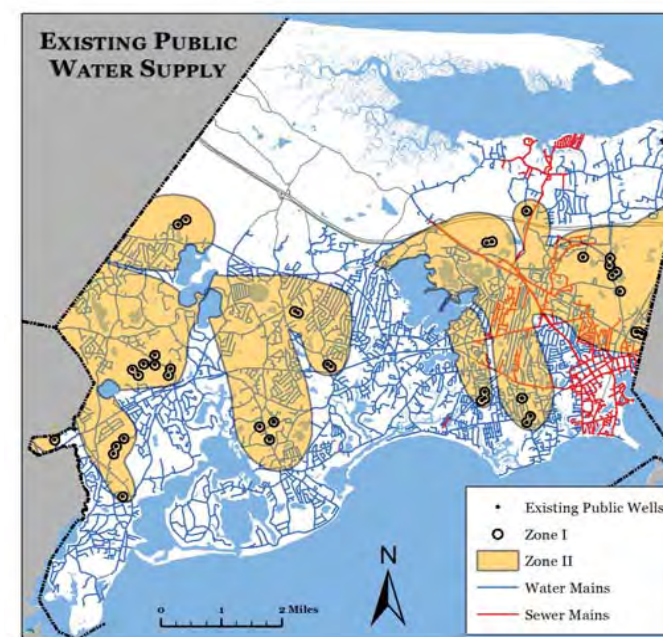 EXISTING PUBLIC
WATER SUPPLY
N
0 1 2 Miles
Existing Public Wells
Zone I
Zone II
Water Mains
Sewer Mains